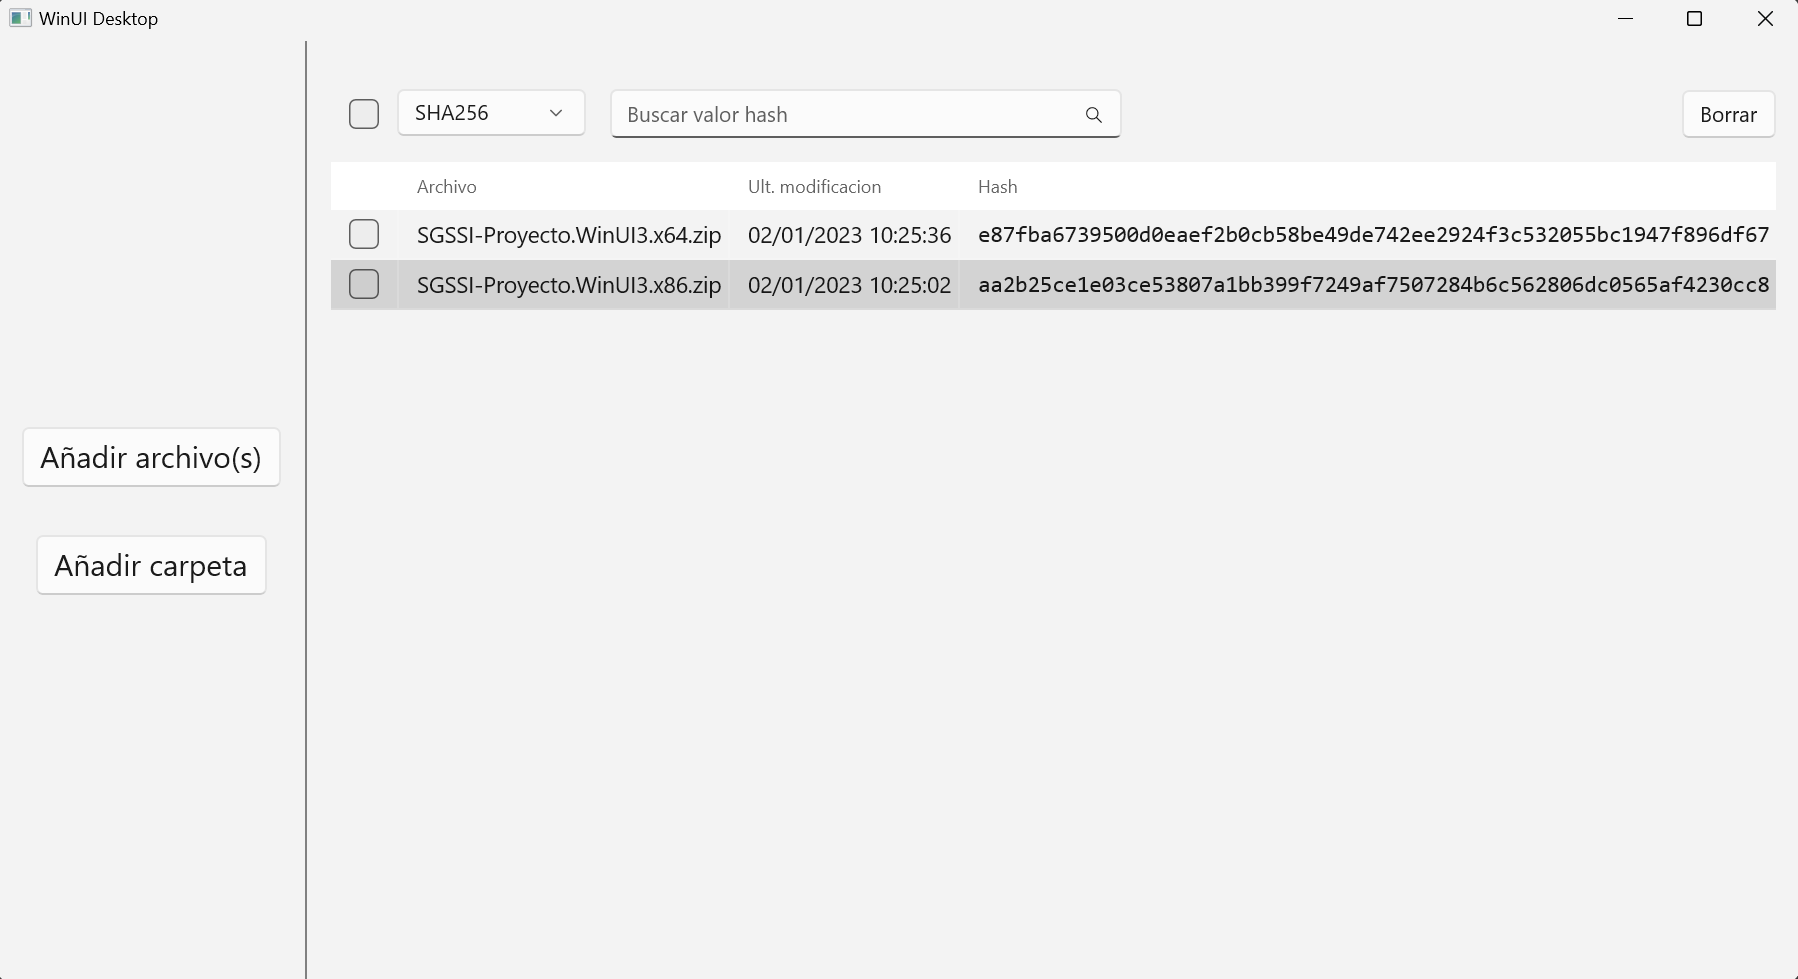 WinUI Desktop
SHA256
Buscar valor hash
Borrar
Archivo Ult. modificacion Hash
SGSSI-Proyecto.WinUI3.x64.zip 02/01/2023 10:25:36 e87fba6739500d0eaef2b0cb58be49de742ee2924f3c532055bc1947f896df67
SGSSI-Proyecto.WinUI3.x86.zip 02/01/2023 10:25:02 aa2b25ce1e03ce53807a1bb399f7249af7507284b6c562806dc0565af4230cc8
Añadir archivo(s)
Añadir carpeta